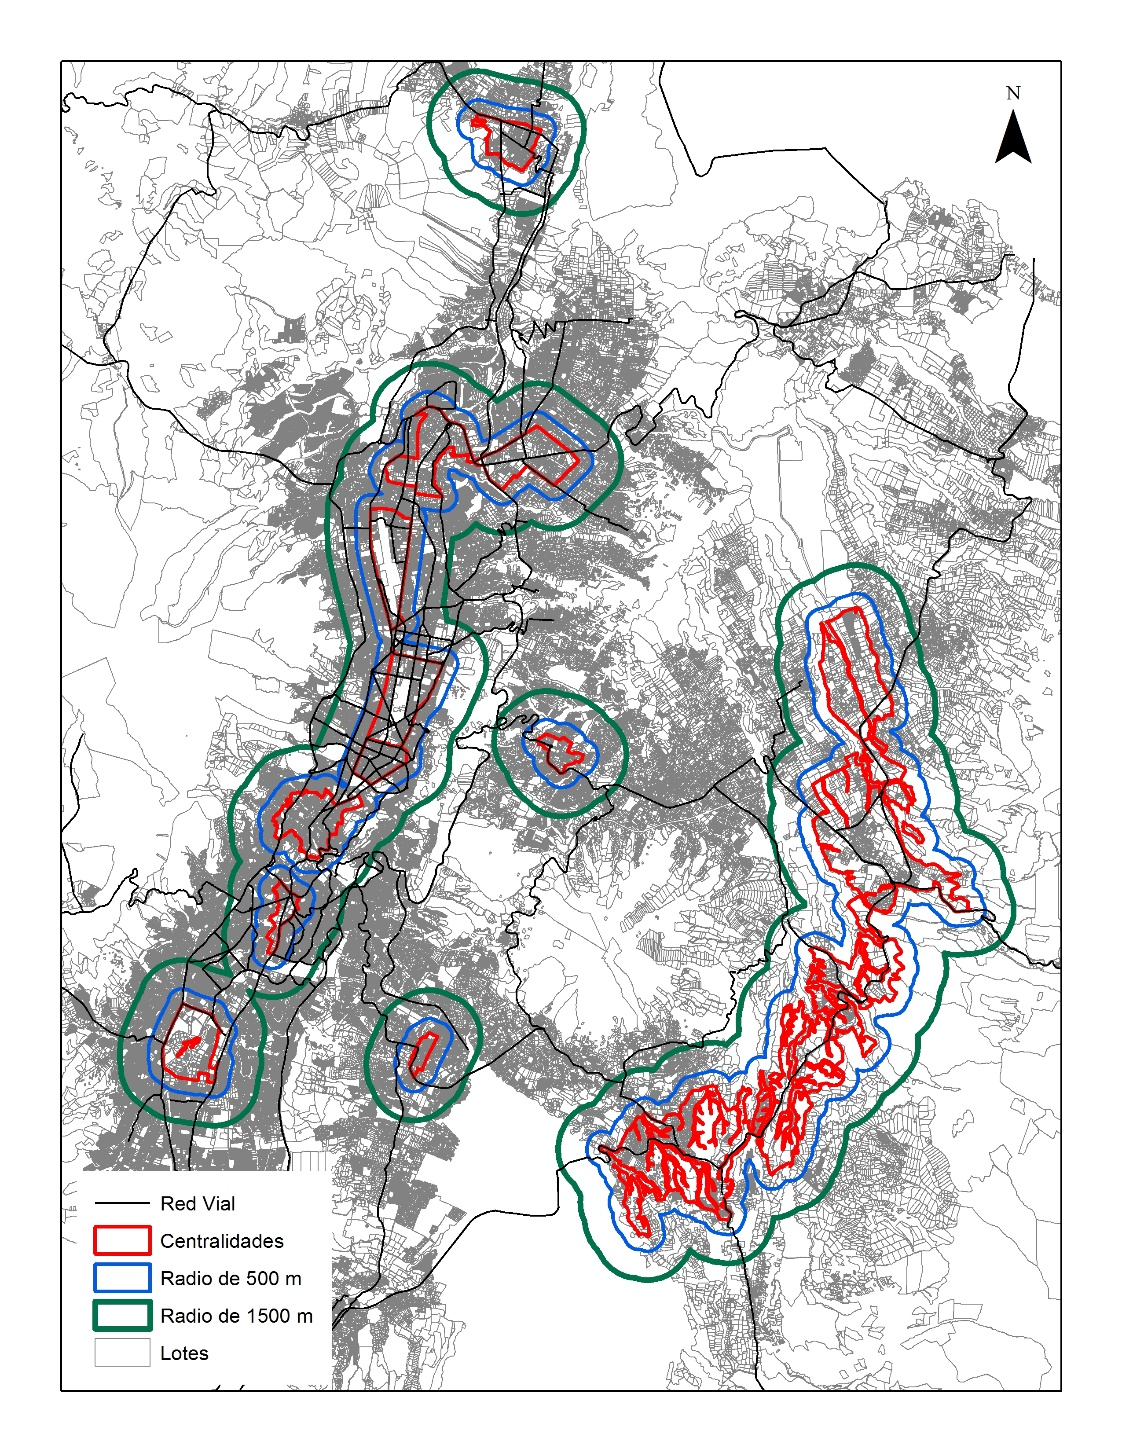 N
Red Vial
Centralidades
Radio de 500 m
Radio de 1500 m
Lotes